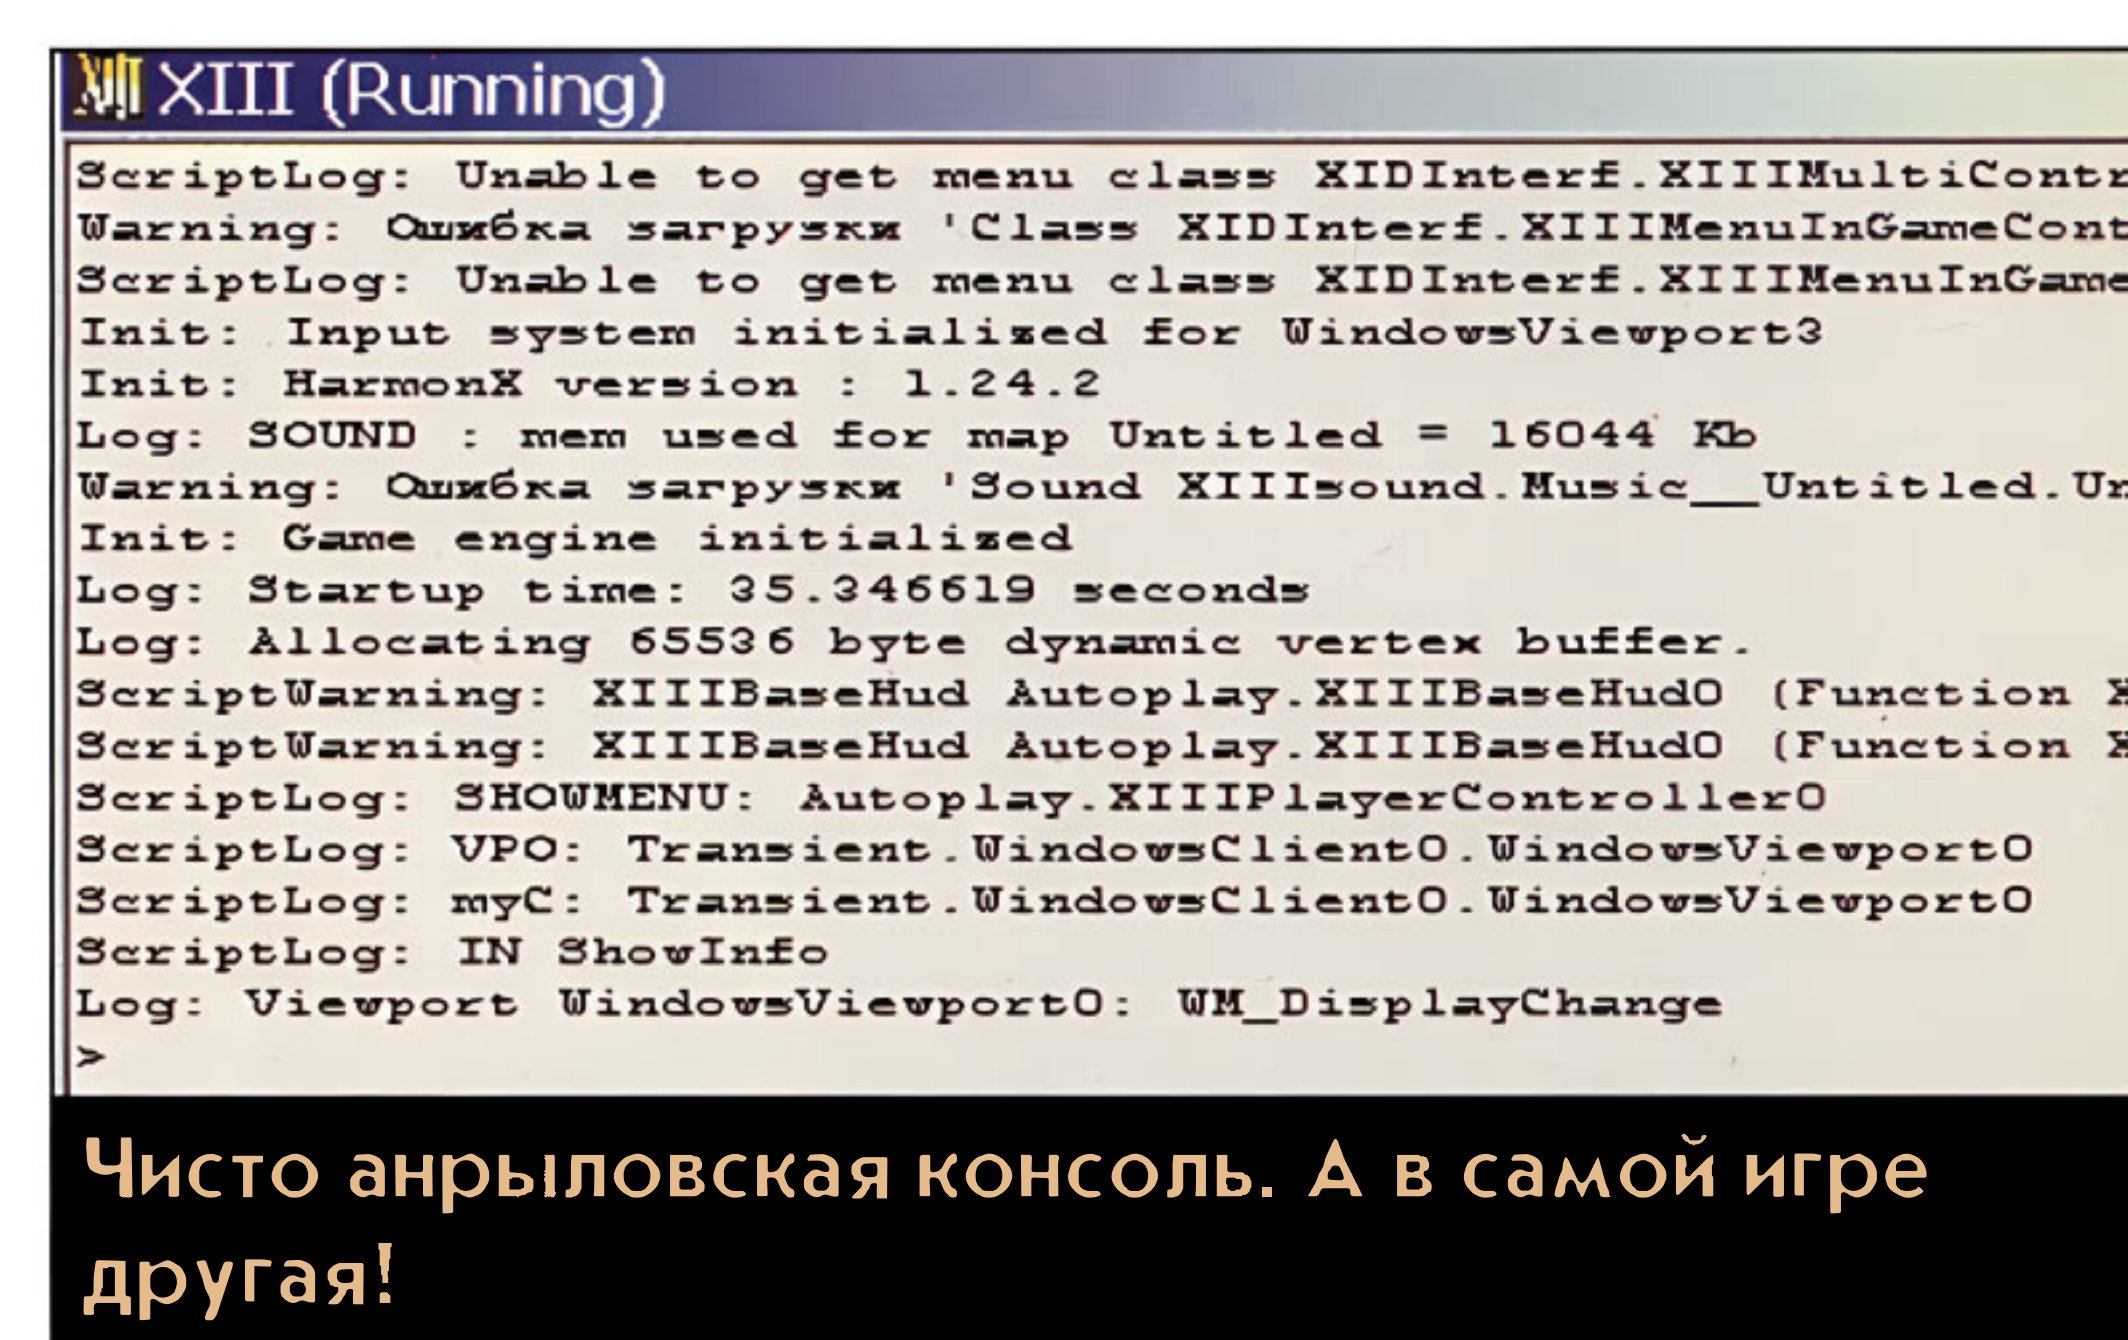 XIII (Running)
ScriptLog: Unable to get menu class XIDInterf.XIIIMultiContr
Warning: Ошибка загрузки 'Class XIDInterf.XIIIMenuInGameCont
ScriptLog: Unable to get menu class XIDInterf.XIIIMenuInGame
Init: Input system initialized for WindowsViewport3
Init: HarmonX version : 1.24.2
Log: SOUND : mem used for map Untitled = 16044 Kb
Warning: Ошибка загрузки 'Sound XIIIsound.Music__Untitled.Un
Init: Game engine initialized
Log: Startup time: 35.346619 seconds
Log: Allocating 65536 byte dynamic vertex buffer.
ScriptWarning: XIIIBaseHud Autoplay.XIIIBaseHud0 (Function X
ScriptWarning: XIIIBaseHud Autoplay.XIIIBaseHud0 (Function X
ScriptLog: SHOWMENU: Autoplay.XIIIPlayerController0
ScriptLog: VPO: Transient.WindowsClient0.WindowsViewport0
ScriptLog: myC: Transient.WindowsClient0.WindowsViewport0
ScriptLog: IN ShowInfo
Log: Viewport WindowsViewport0: WM_DisplayChange
>
Чисто анрыловская консоль. А в самой игре
другая!